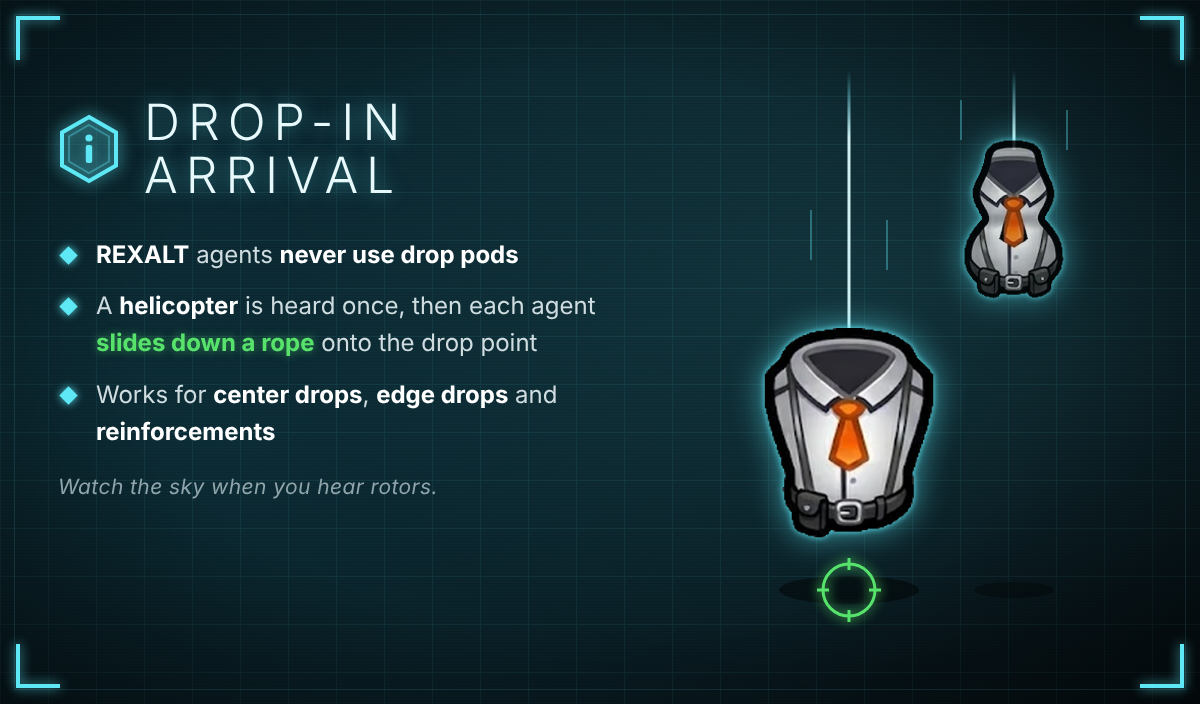 DROP-IN
ARRIVAL
REXALT agents never use drop pods
A helicopter is heard once, then each agent
slides down a rope onto the drop point
Works for center drops, edge drops and
reinforcements
Watch the sky when you hear rotors.